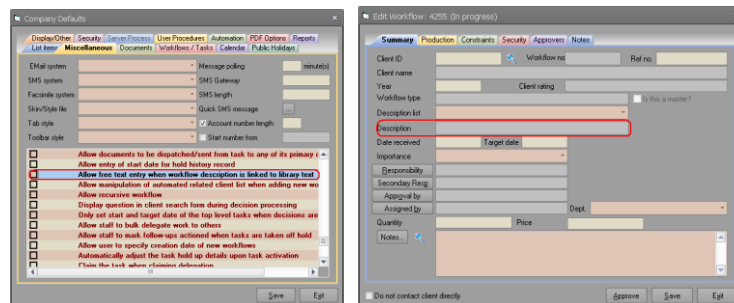 Company Defaults
Display/Other Security Server Process User Procedures Automation PDF Options Reports
List items Miscellaneous Documents Workflows / Tasks Calendar Public Holidays
EMail system Message polling minute(s)
SMS system SMS Gateway
Facsimile system SMS length
Skin/Style file Quick SMS message ...
Tab style Account number length
Toolbar style Start number from
Allow documents to be dispatched/sent from task to any of its primary c
Allow entry of start date for hold history record
Allow free text entry when workflow description is linked to library text
Allow manipulation of automated related client list when adding new wo
Allow recursive workflow
Display question in client search form during decision processing
Only set start and target date of the top level tasks when decisions are
Allow staff to bulk delegate work to others
Allow staff to mark follow-ups actioned when tasks are taken off hold
Allow user to specify creation date of new workflows
Automatically adjust the task hold up details upon task activation
Claim the task when claiming delegation
Save Exit
Edit Workflow: 4255 (In progress)
Summary Production Constraints Security Approvers Notes
Client ID Workflow no Ref no.
Client name
Year Client rating
Workflow type Is this a master?
Description list
Description
Date received Target date
Importance
Responsibility
Secondary Resp
Approval by
Assigned by Dept.
Quantity Price
Notes...
Do not contact client directly Approve Save Exit